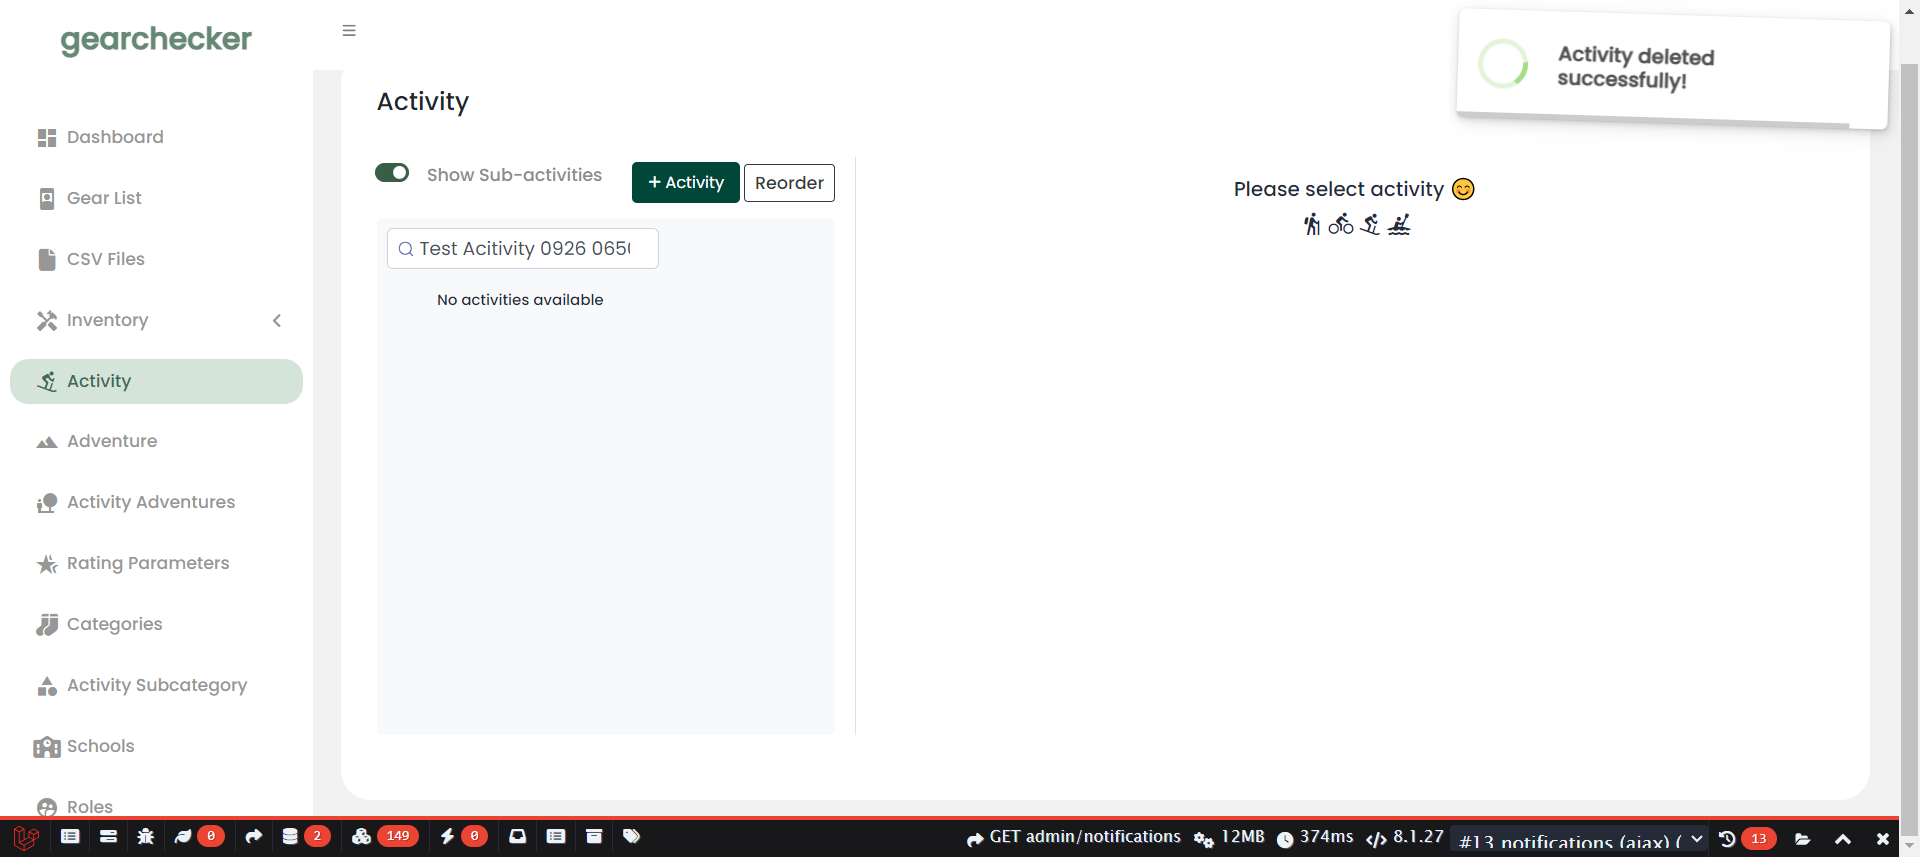 gearchecker
Activity deleted
successfully!
Activity
Dashboard
Gear List
CSV Files
Inventory
Activity
Adventure
Activity Adventures
Rating Parameters
Categories
Activity Subcategory
Schools
Roles
Show Sub-activities
+ Activity
Reorder
Test Acitivity 0926 065
No activities available
Please select activity 😊
0 2 149 0 GET admin/notifications 12MB 374ms 8.1.27 #13 notifications (ajax) ( 13